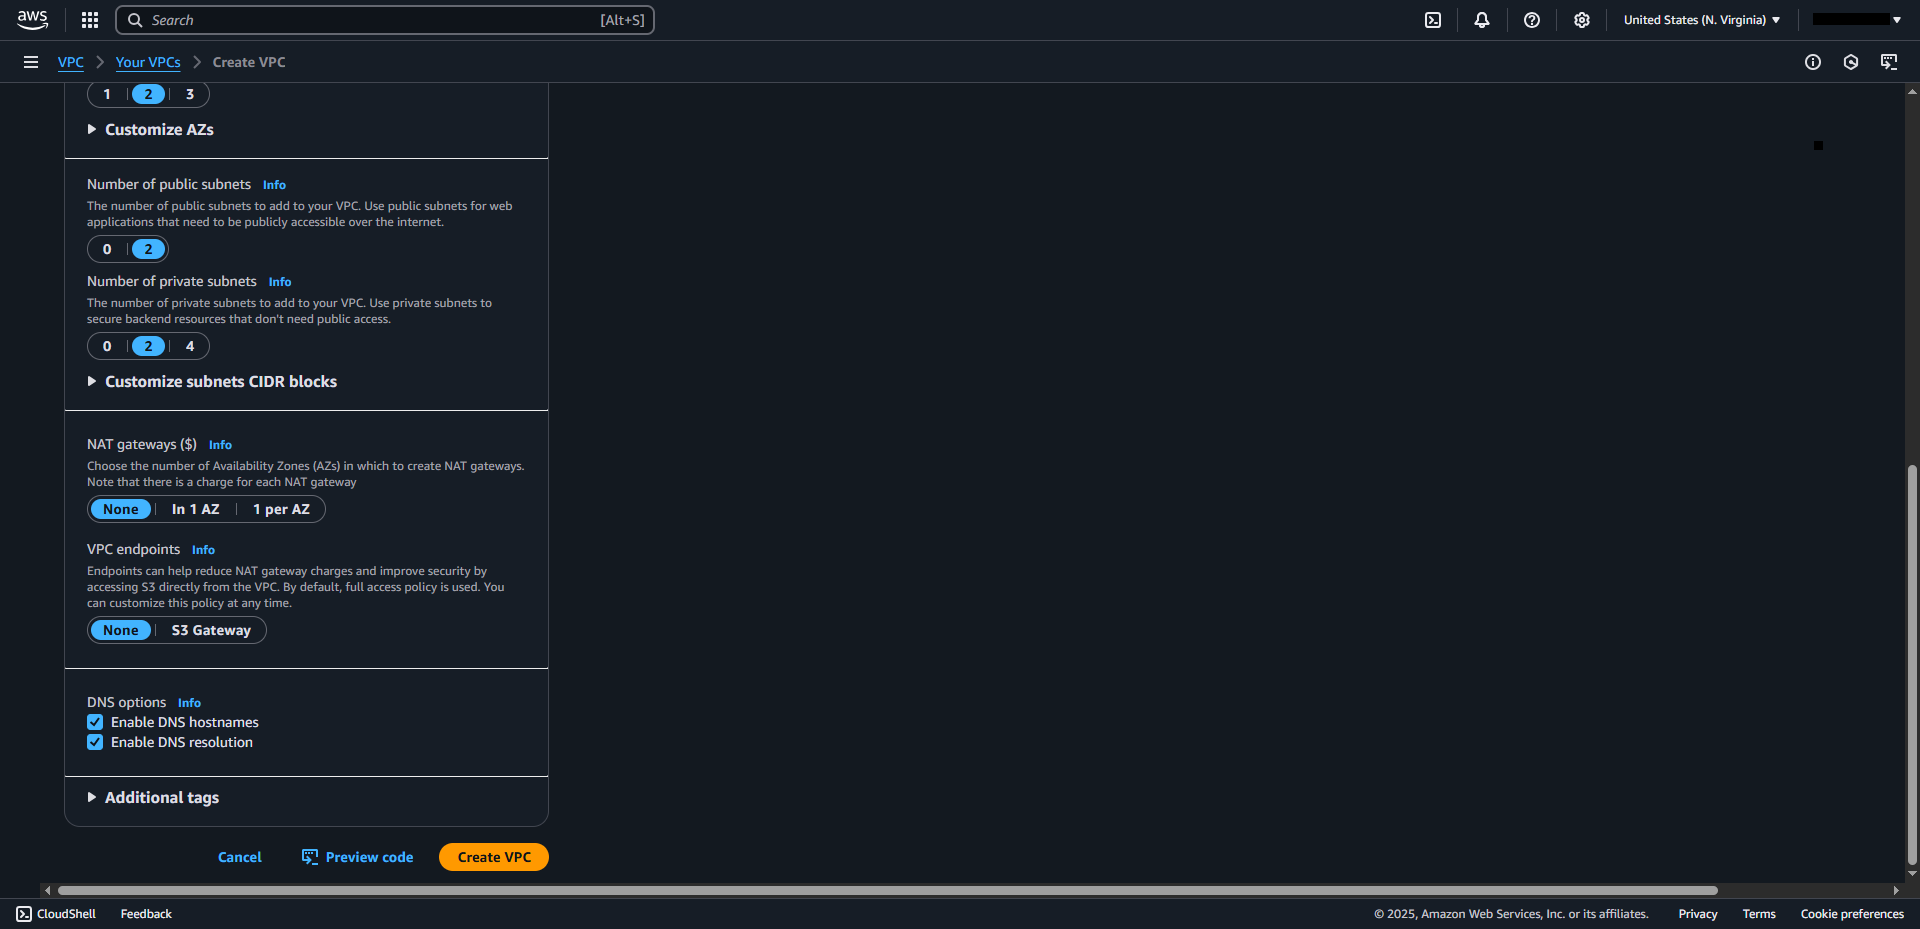 aws
Search
[Alt+S]
United States (N. Virginia)
VPC
Your VPCs
Create VPC
1
2
3
Customize AZs
Number of public subnets Info
The number of public subnets to add to your VPC. Use public subnets for web
applications that need to be publicly accessible over the internet.
0
2
Number of private subnets Info
The number of private subnets to add to your VPC. Use private subnets to
secure backend resources that don't need public access.
0
2
4
Customize subnets CIDR blocks
NAT gateways ($) Info
Choose the number of Availability Zones (AZs) in which to create NAT gateways.
Note that there is a charge for each NAT gateway
None
In 1 AZ
1 per AZ
VPC endpoints Info
Endpoints can help reduce NAT gateway charges and improve security by
accessing S3 directly from the VPC. By default, full access policy is used. You
can customize this policy at any time.
None
S3 Gateway
DNS options Info
Enable DNS hostnames
Enable DNS resolution
Additional tags
Cancel
Preview code
Create VPC
CloudShell
Feedback
© 2025, Amazon Web Services, Inc. or its affiliates.
Privacy
Terms
Cookie preferences